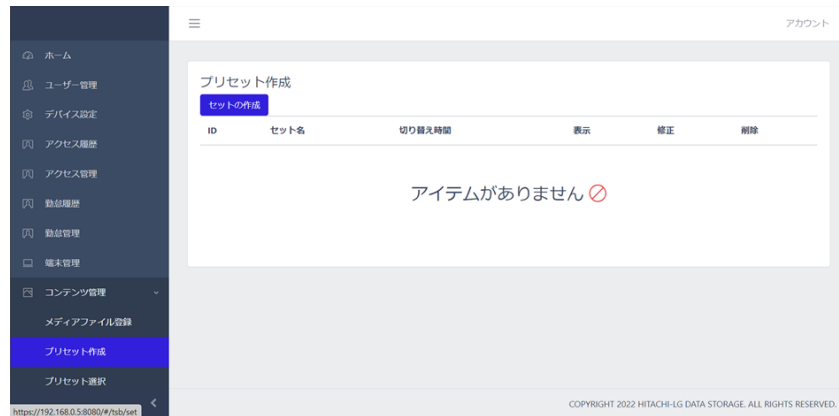 アカウント
ホーム
ユーザー管理
デバイス設定
アクセス履歴
アクセス管理
勤怠履歴
勤怠管理
端末管理
コンテンツ管理
メディアファイル登録
プリセット作成
プリセット選択
https://192.168.0.5:8080/#/tsb/set
プリセット作成
セットの作成
ID セット名 切り替え時間 表示 修正 削除
アイテムがありません
COPYRIGHT 2022 HITACHI-LG DATA STORAGE. ALL RIGHTS RESERVED.